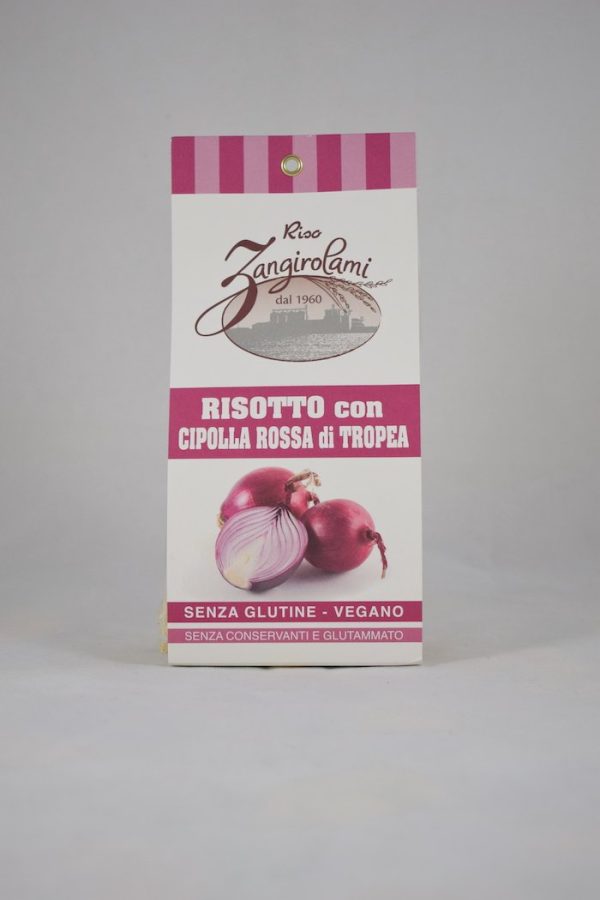 Riso
Zangirolami
dal 1960
RISOTTO con
CIPOLLA ROSSA di TROPEA
SENZA GLUTINE - VEGANO
SENZA CONSERVANTI E GLUTAMMATO